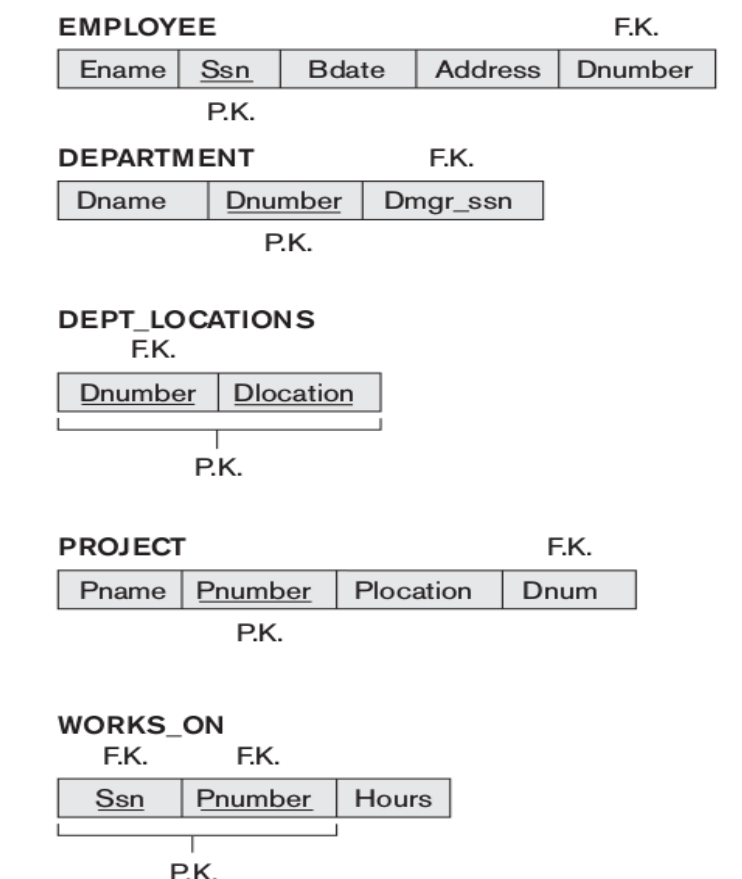 EMPLOYEE F.K.
Ename Ssn Bdate Address Dnumber
P.K.
DEPARTMENT F.K.
Dname Dnumber Dmgr_ssn
P.K.
DEPT_LOCATIONS
F.K.
Dnumber Dlocation
P.K.
PROJECT F.K.
Pname Pnumber Plocation Dnum
P.K.
WORKS_ON
F.K. F.K.
Ssn Pnumber Hours
P.K.